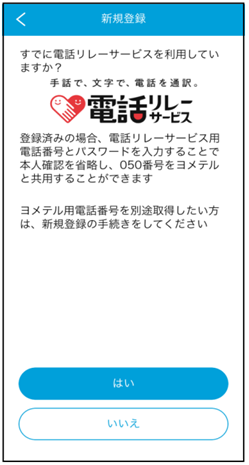 新規登録
すでに電話リレーサービスを利用してい
ますか？
手話で、文字で、電話を通訳。
電話リレーサービス
登録済みの場合、電話リレーサービス用
電話番号とパスワードを入力することで
本人確認を省略し、050番号をヨメテル
と共用することができます
ヨメテル用電話番号を別途取得したい方
は、新規登録の手続きをしてください
はい
いいえ